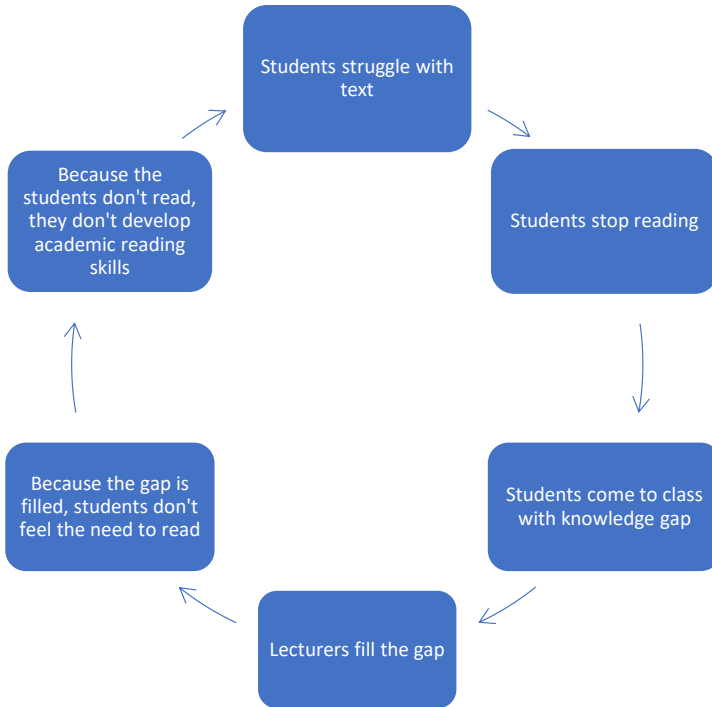 Students struggle with
text
Students stop reading
Students come to class
with knowledge gap
Lecturers fill the gap
Because the gap is
filled, students don't
feel the need to read
Because the
students don't read,
they don't develop
academic reading
skills